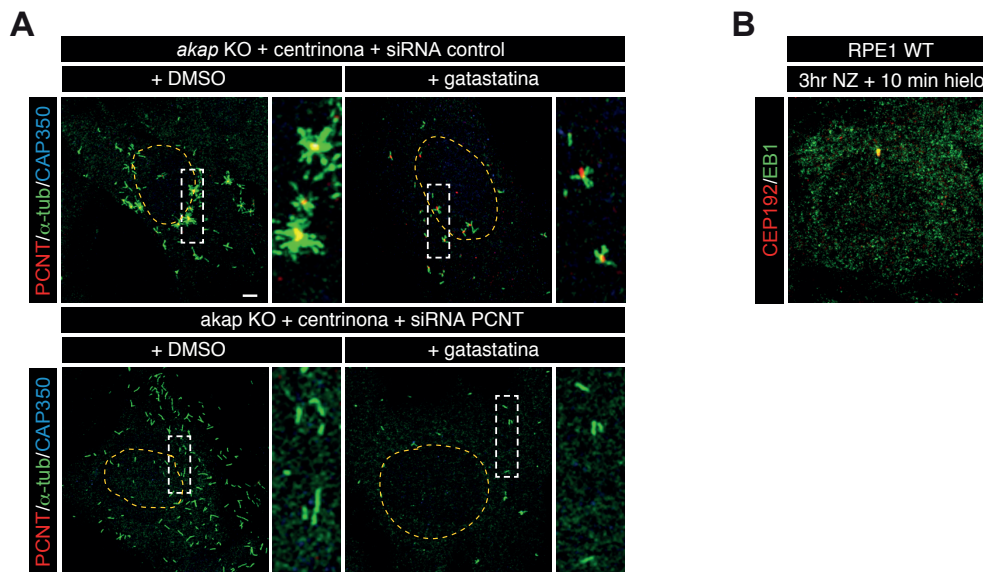 A
akap KO + centrinona + siRNA control
+ DMSO
+ gatastatina
PCNT/α-tub/CAP350
akap KO + centrinona + siRNA PCNT
+ DMSO
+ gatastatina
PCNT/α-tub/CAP350
B
RPE1 WT
3hr NZ + 10 min hielo
CEP192/EB1